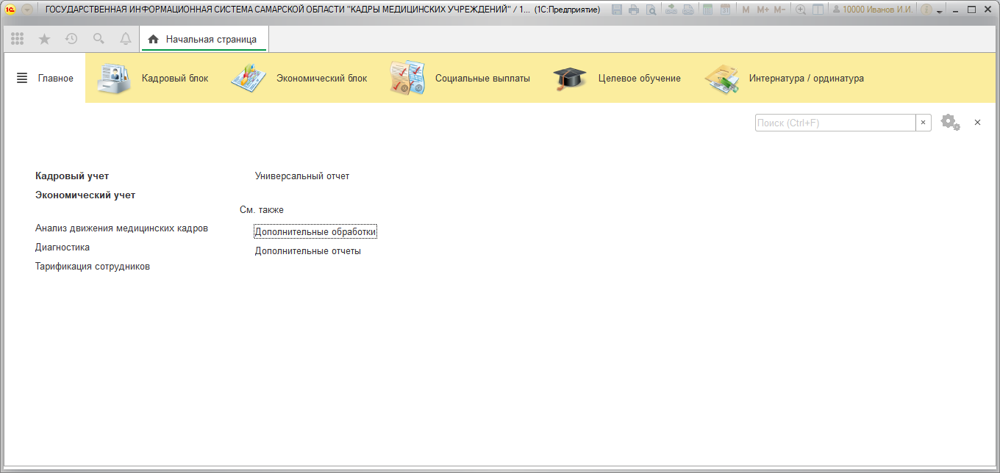 1С ГОСУДАРСТВЕННАЯ ИНФОРМАЦИОННАЯ СИСТЕМА САМАРСКОЙ ОБЛАСТИ "КАДРЫ МЕДИЦИНСКИХ УЧРЕЖДЕНИЙ" / 1... (1С:Предприятие) 31 M M+ M- 10000 Иванов И.И. i
Начальная страница
Главное Кадровый блок Экономический блок Социальные выплаты Целевое обучение Интернатура / ординатура
Поиск (Ctrl+F) ×
Кадровый учет
Экономический учет
Анализ движения медицинских кадров
Диагностика
Тарификация сотрудников
Универсальный отчет
См. также
Дополнительные обработки
Дополнительные отчеты